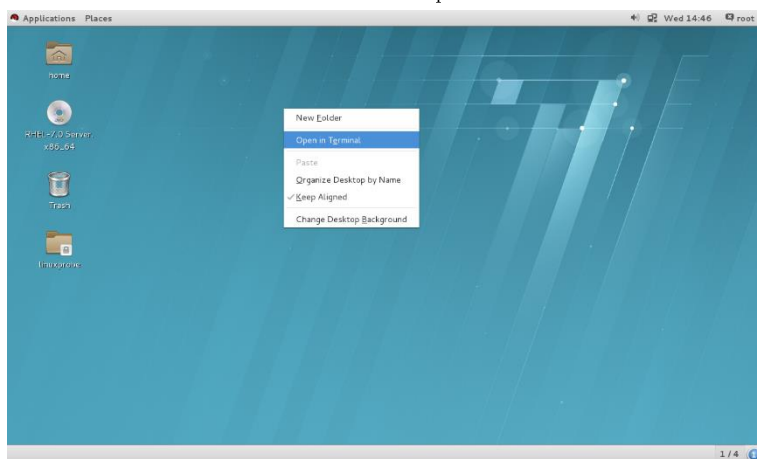 Applications Places Wed 14:46 root
home
RHEL-7.0 Server.
x86_64
Trash
linuxprobe
New Folder
Open in Terminal
Paste
Organize Desktop by Name
Keep Aligned
Change Desktop Background
1 / 4